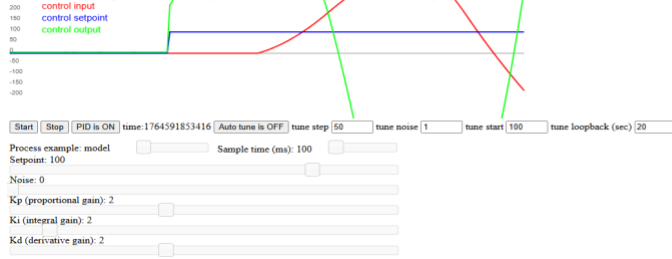 200
control input
150
control setpoint
100
control output
50
0
-50
-100
-150
-200
Start Stop PID is ON time:1764591853416 Auto tune is OFF tune step 50 tune noise 1 tune start 100 tune loopback (sec) 20
Process example: model Sample time (ms): 100
Setpoint: 100
Noise: 0
Kp (proportional gain): 2
Ki (integral gain): 2
Kd (derivative gain): 2